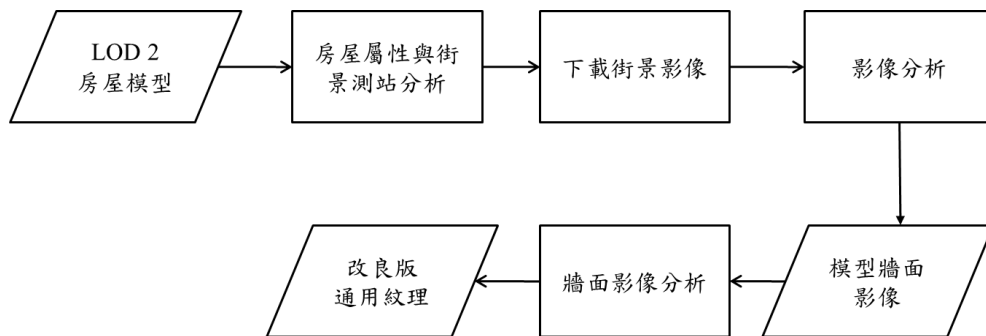 LOD 2
房屋模型
房屋屬性與街
景測站分析
下載街景影像
影像分析
模型牆面
影像
牆面影像分析
改良版
通用紋理